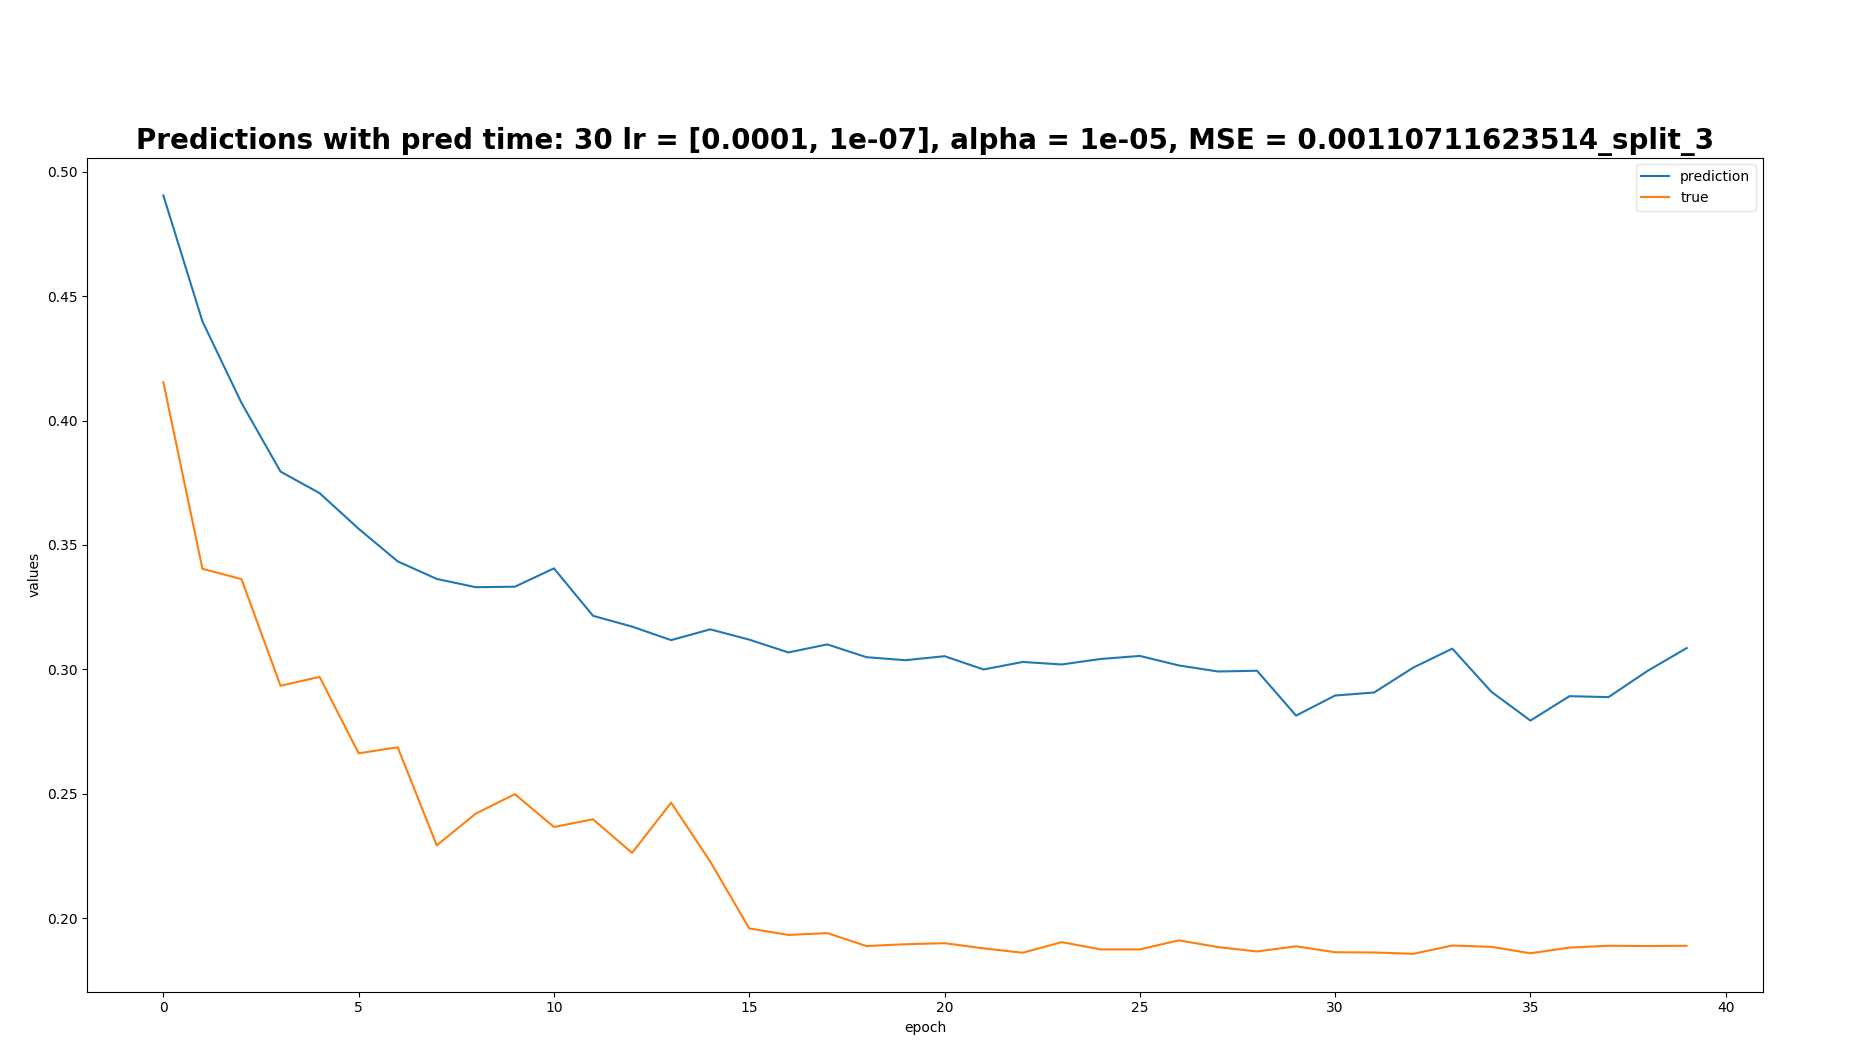 Predictions with pred time: 30 lr = [0.0001, 1e-07], alpha = 1e-05, MSE = 0.00110711623514_split_3
prediction
true
0.50
0.45
0.40
0.35
0.30
0.25
0.20
values
0 5 10 15 20 25 30 35 40
epoch